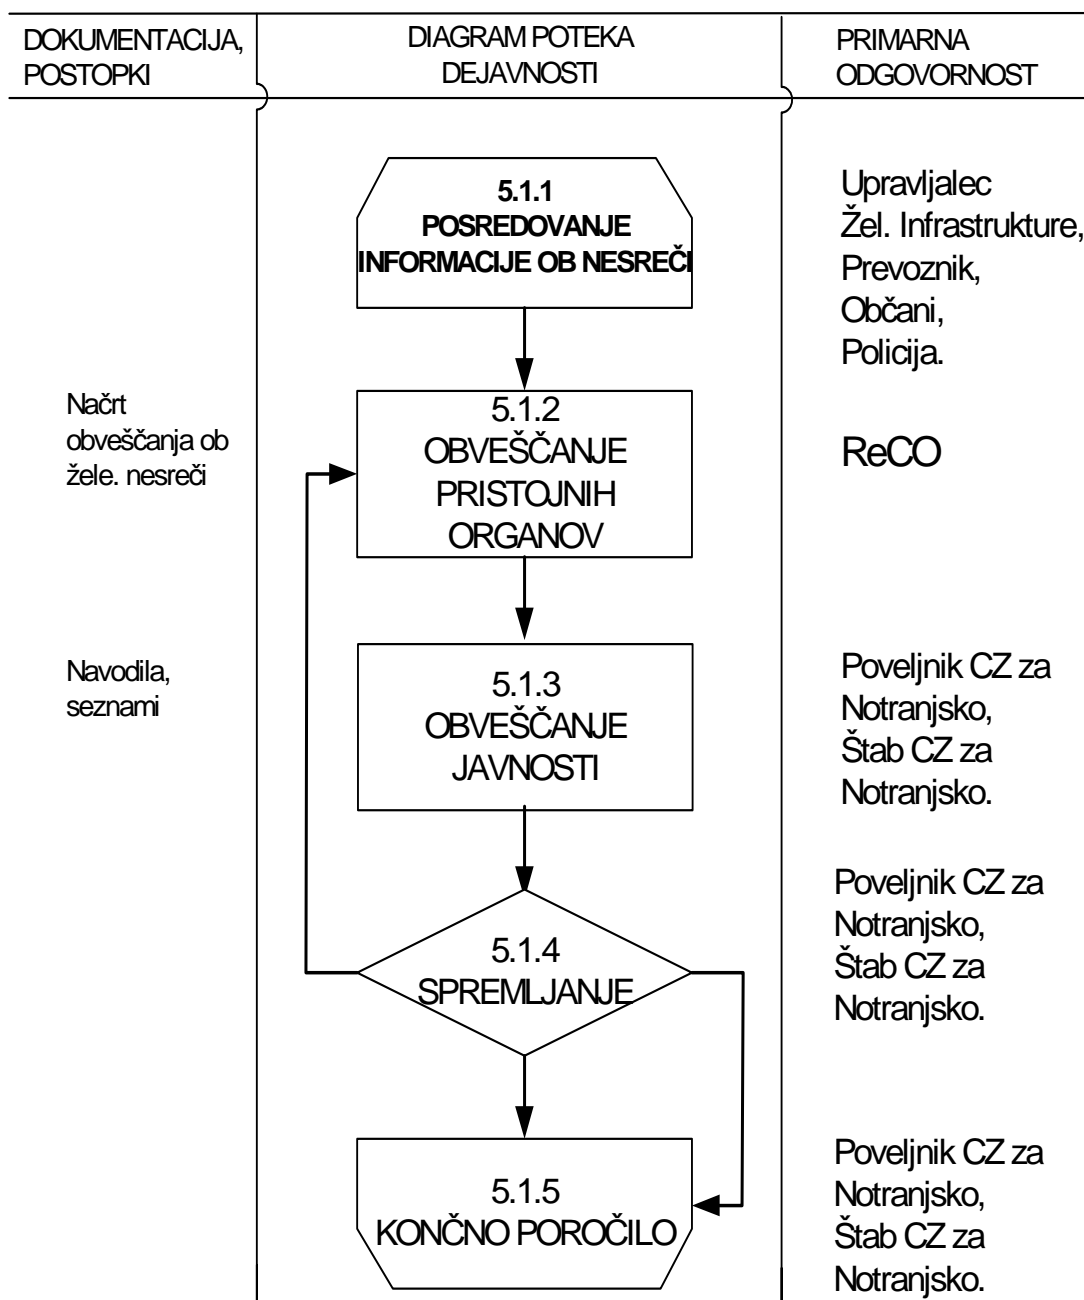 DOKUMENTACIJA,
POSTOPKI
DIAGRAM POTEKA
DEJAVNOSTI
PRIMARNA
ODGOVORNOST
5.1.1
POSREDOVANJE
INFORMACIJE OB NESREČI
Upravljalec
Žel. Infrastrukture,
Prevoznik,
Občani,
Policija.
Načrt
obveščanja ob
žele. nesreči
5.1.2
OBVEŠČANJE
PRISTOJNIH
ORGANOV
ReCO
Navodila,
seznami
5.1.3
OBVEŠČANJE
JAVNOSTI
Poveljnik CZ za
Notranjsko,
Štab CZ za
Notranjsko.
5.1.4
SPREMLJANJE
Poveljnik CZ za
Notranjsko,
Štab CZ za
Notranjsko.
5.1.5
KONČNO POROČILO
Poveljnik CZ za
Notranjsko,
Štab CZ za
Notranjsko.